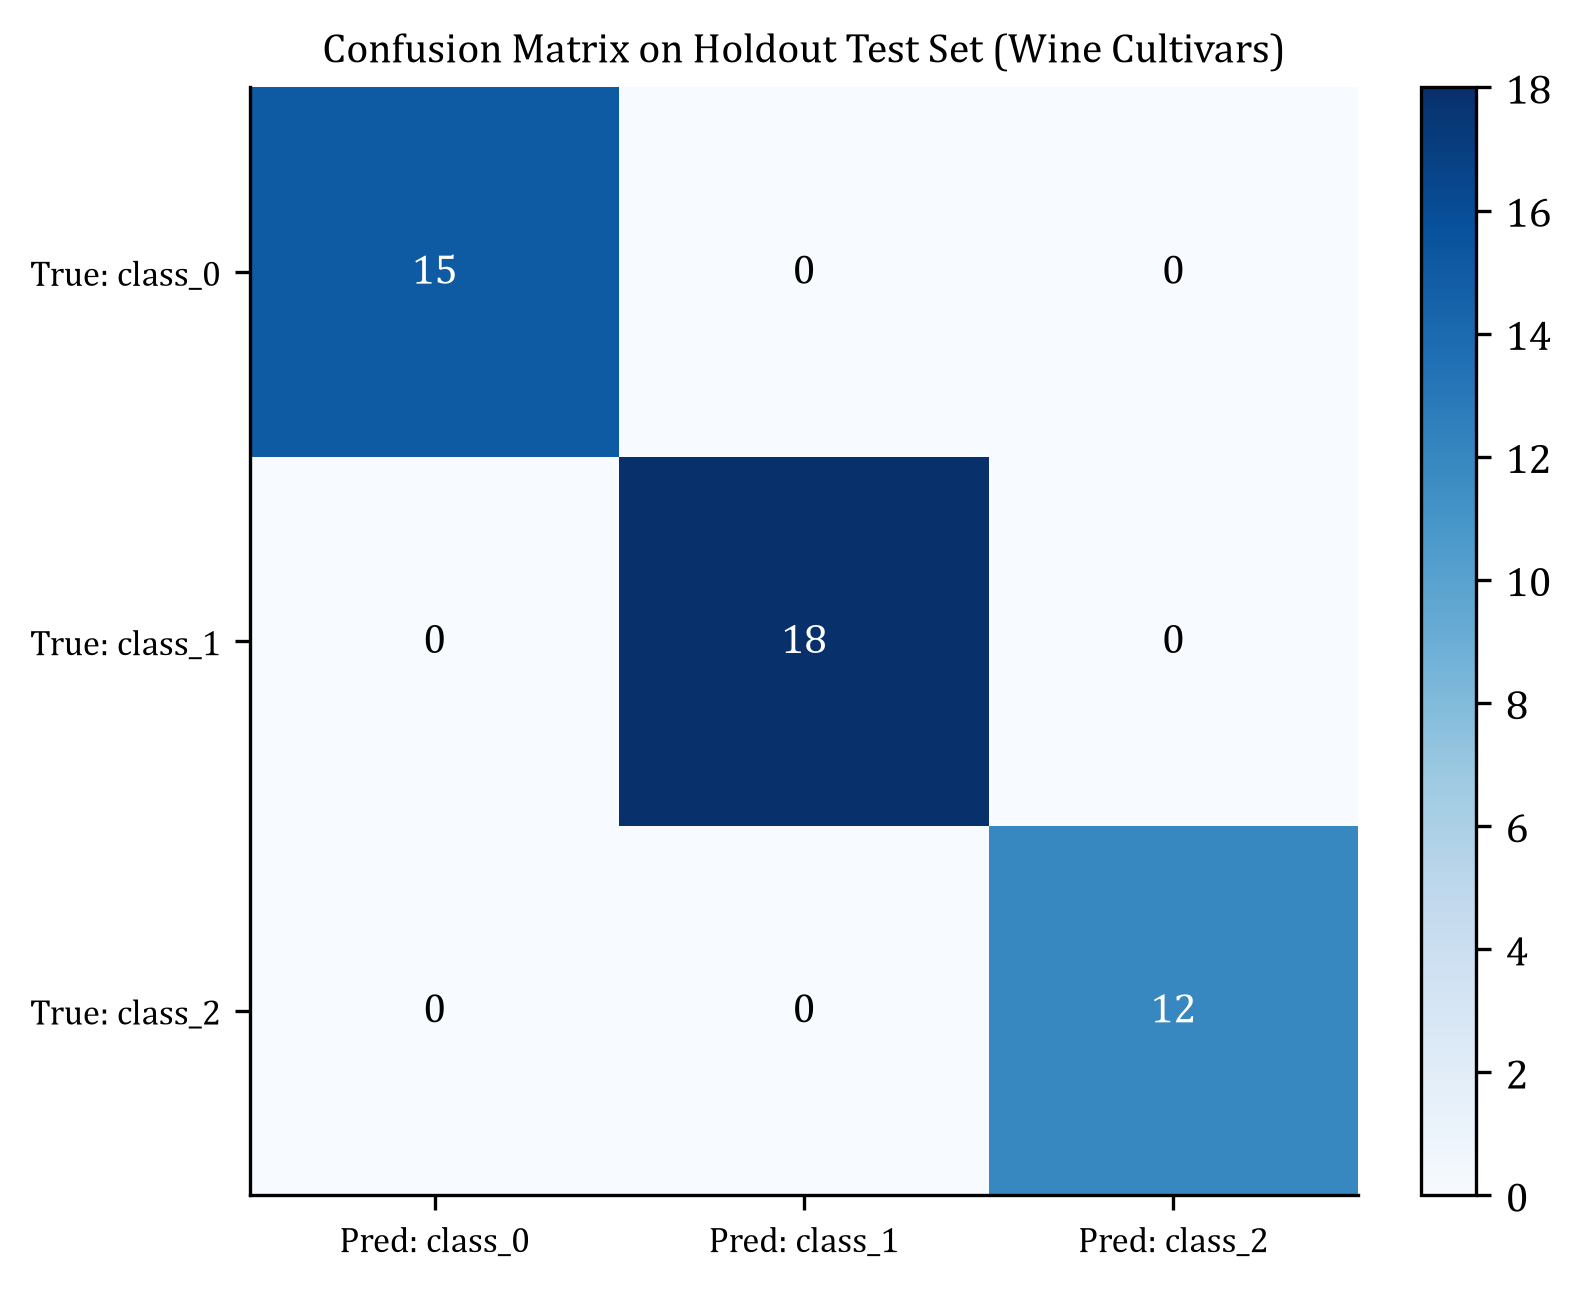 Confusion Matrix on Holdout Test Set (Wine Cultivars)
True: class_0
15 0 0
True: class_1
0 18 0
True: class_2
0 0 12
Pred: class_0 Pred: class_1 Pred: class_2
18
16
14
12
10
8
6
4
2
0